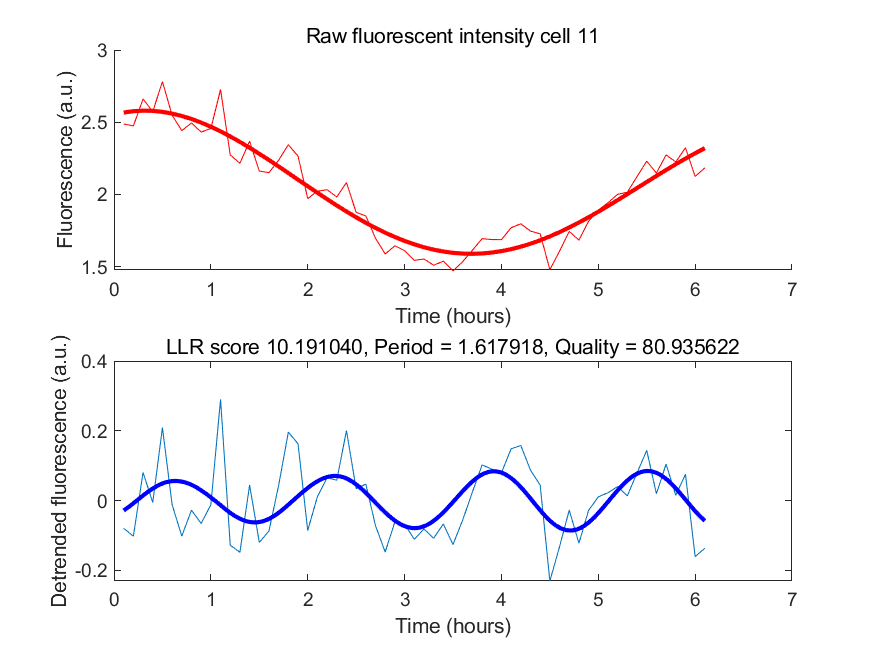 Raw fluorescent intensity cell 11
3
2.5
2
1.5
Fluorescence (a.u.)
0 1 2 3 4 5 6 7
Time (hours)
LLR score 10.191040, Period = 1.617918, Quality = 80.935622
0.4
0.2
0
-0.2
Detrended fluorescence (a.u.)
0 1 2 3 4 5 6 7
Time (hours)